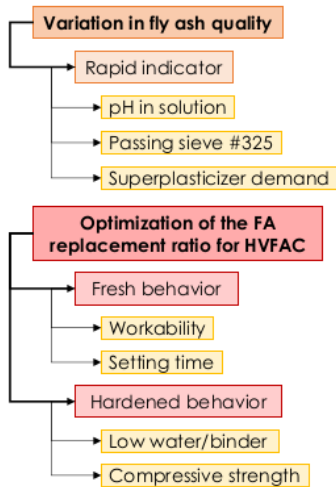 Variation in fly ash quality
Rapid indicator
pH in solution
Passing sieve #325
Superplasticizer demand
Optimization of the FA
replacement ratio for HVFAC
Fresh behavior
Workability
Setting time
Hardened behavior
Low water/binder
Compressive strength